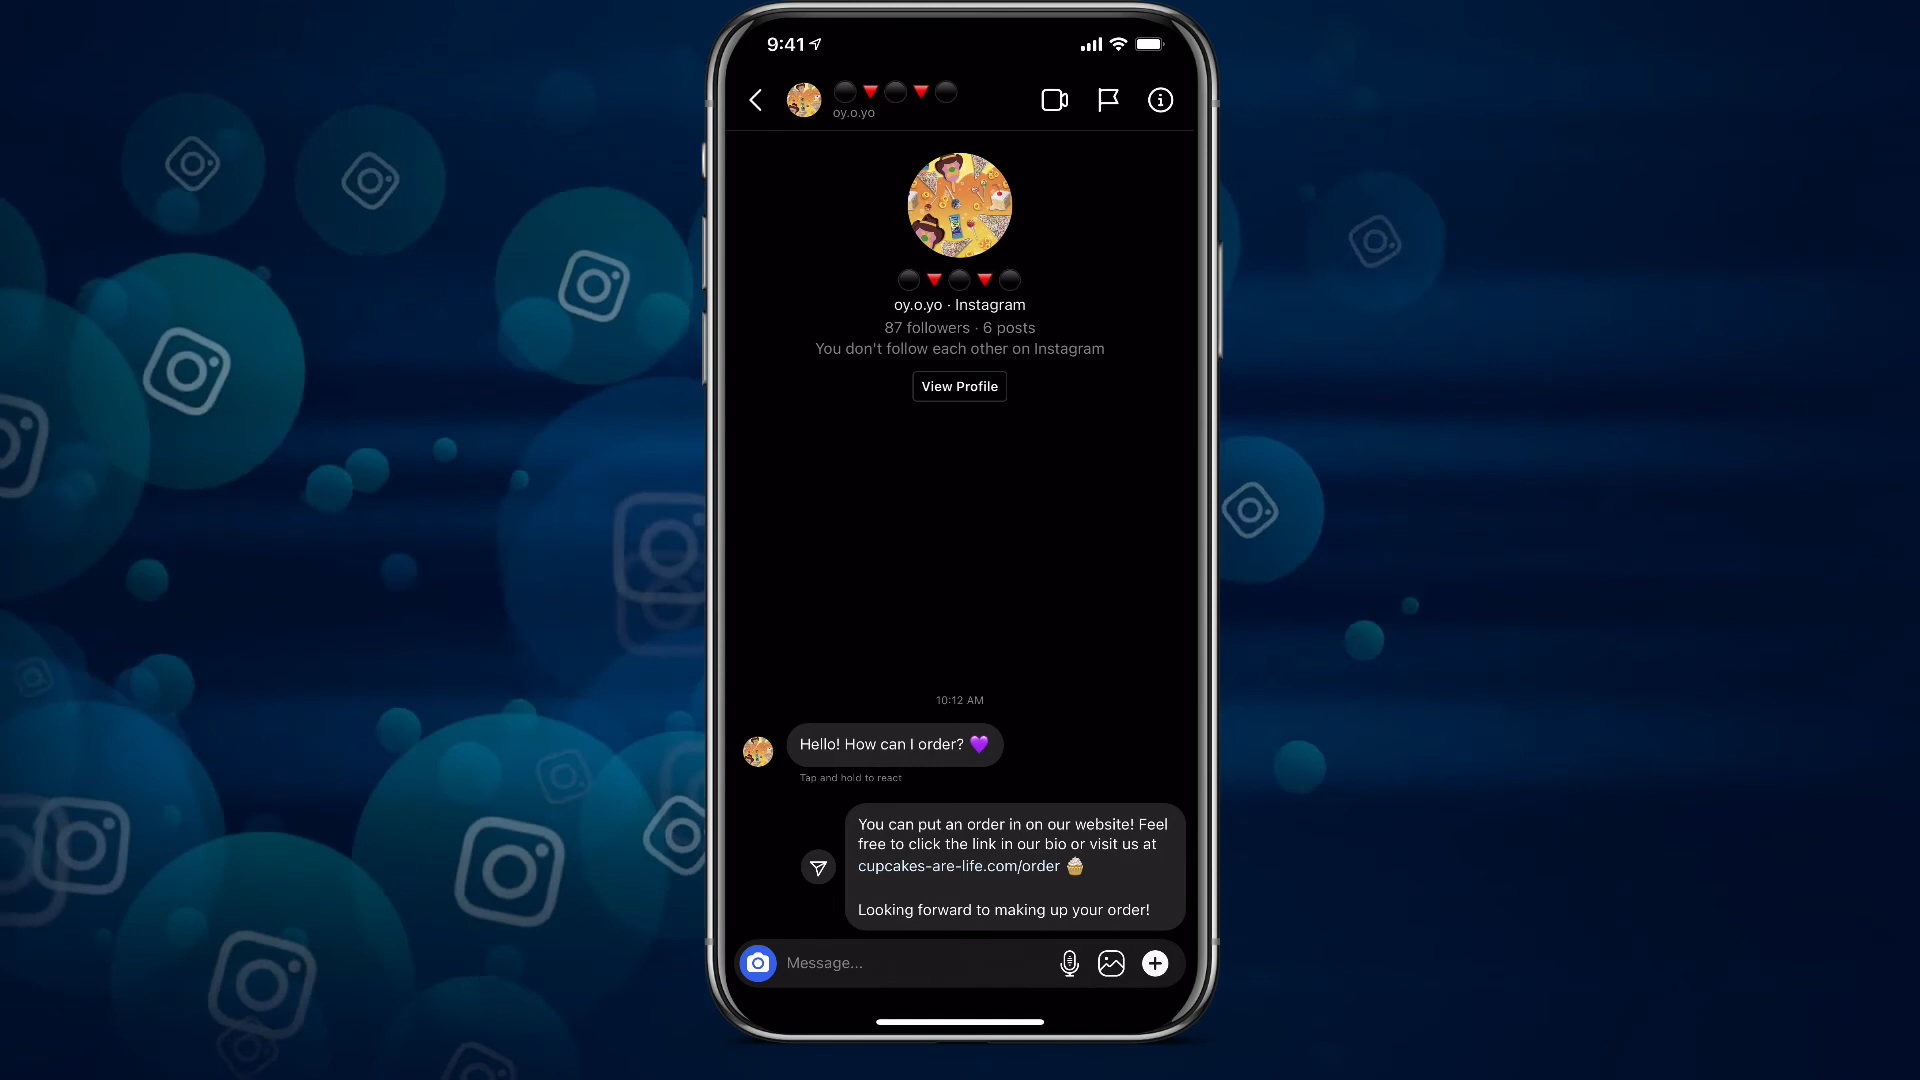 9:41
oy.o.yo
oy.o.yo · Instagram
87 followers · 6 posts
You don't follow each other on Instagram
View Profile
10:12 AM
Hello! How can I order? 💜
Tap and hold to react
You can put an order in on our website! Feel
free to click the link in our bio or visit us at
cupcakes-are-life.com/order 🧁
Looking forward to making up your order!
Message...